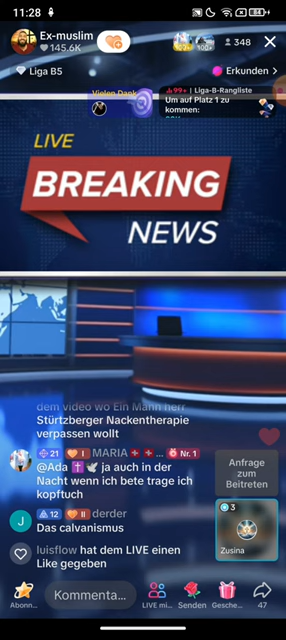 11:28
84
Ex-muslim
145.6K
348
Liga B5
Erkunden >
Vielen Dank
99+ | Liga-B-Rangliste
Um auf Platz 1 zu
kommen:
LIVE
BREAKING
NEWS
dem video wo Ein Mann herr
Stürtzberger Nackentherapie
verpassen wollt
21 I MARIA ... Nr. 1
@Ada ✝️🕊 ja auch in der
Nacht wenn ich bete trage ich
kopftuch
J 12 II derder
Das calvanismus
luisflow hat dem LIVE einen
Like gegeben
Anfrage
zum
Beitreten
3
Zusina
Abonn...
Kommenta...
LIVE mi...
Senden
Gesche...
47